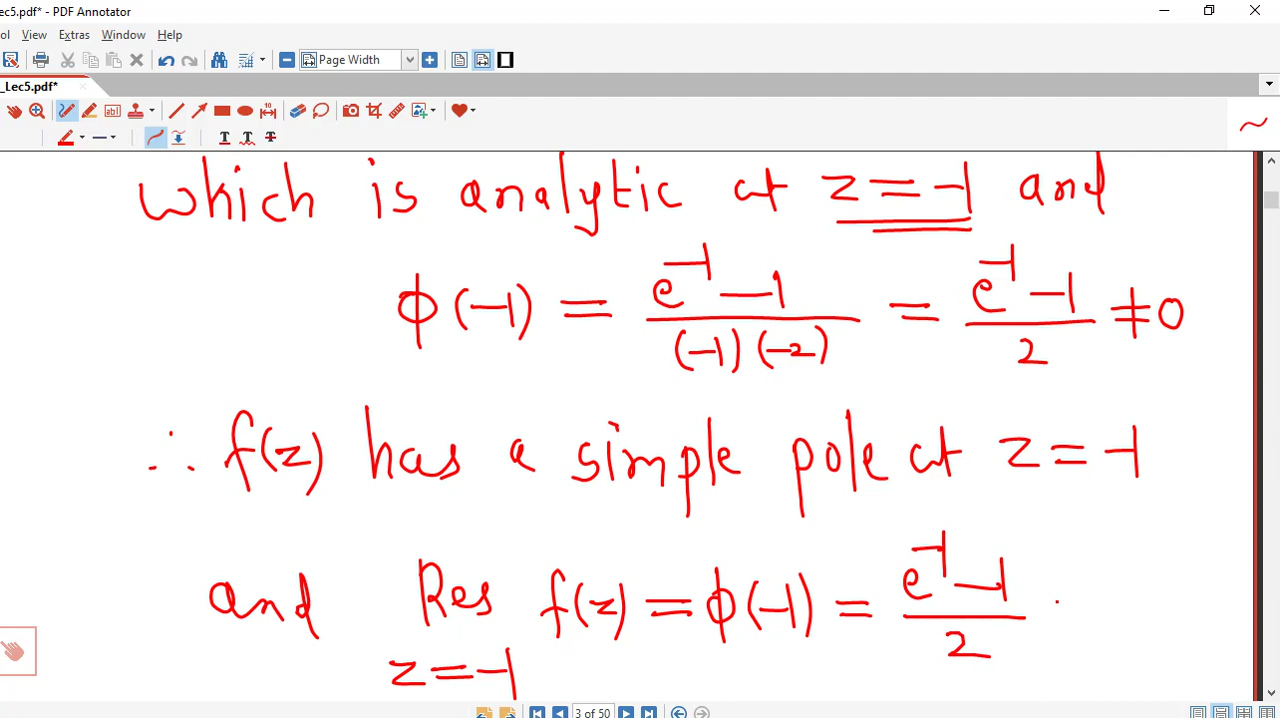 ec5.pdf* - PDF Annotator
ol View Extras Window Help
Page Width
_Lec5.pdf*
which is analytic at z = -1 and
ϕ(-1) = (e^-1 - 1)/((-1)(-2)) = (e^-1 - 1)/2 ≠ 0
∴ f(z) has a simple pole at z = -1
and Res f(z) = ϕ(-1) = (e^-1 - 1)/2 .
z = -1
3 of 50